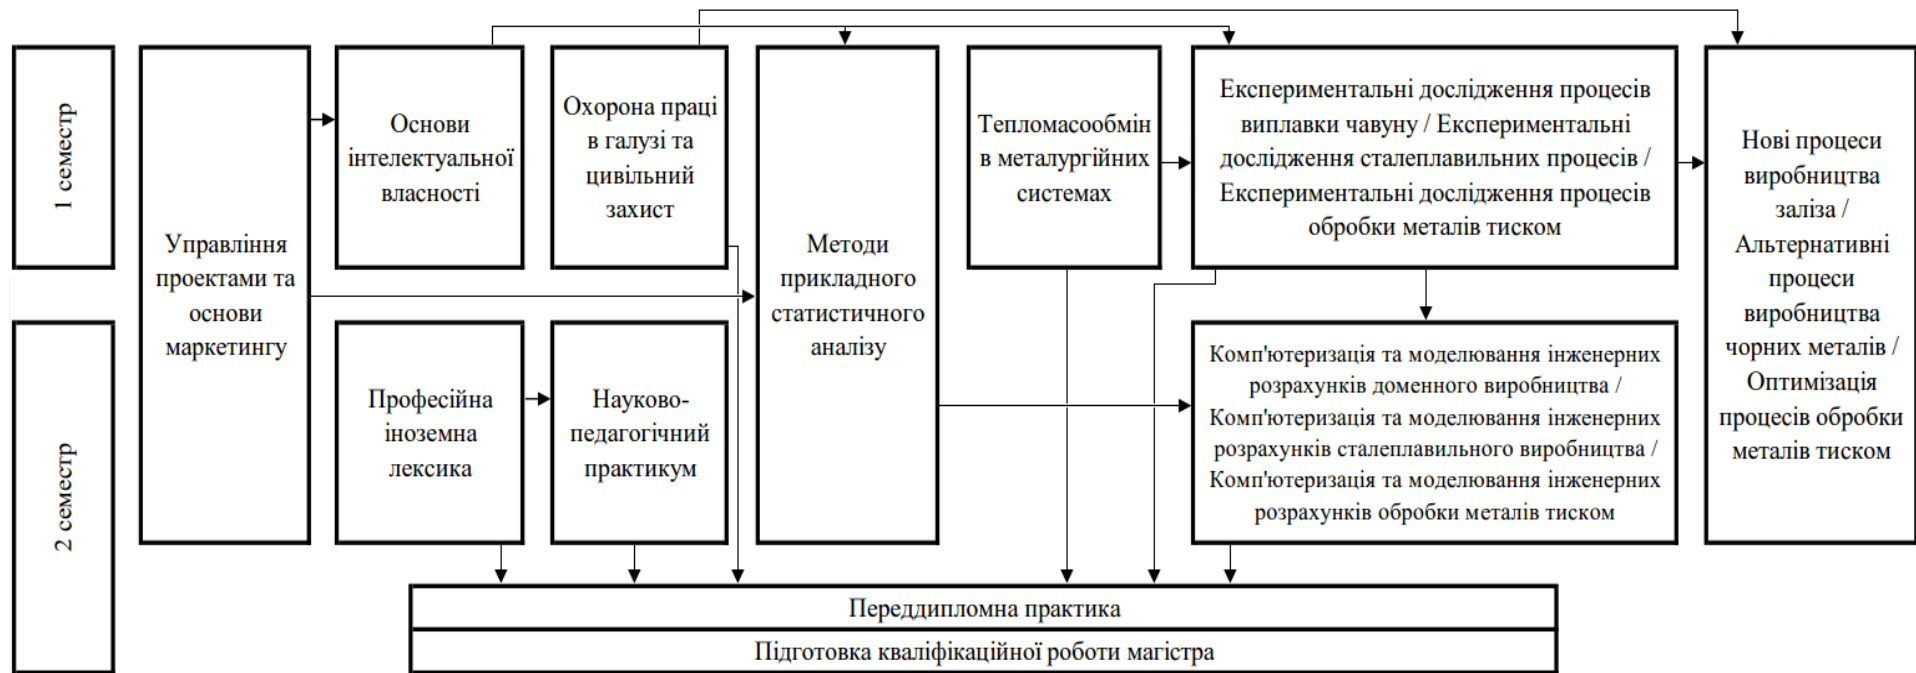 1 семестр
2 семестр
Управління
проектами та
основи
маркетингу
Основи
інтелектуальної
власності
Охорона праці
в галузі та
цивільний
захист
Професійна
іноземна
лексика
Науково-
педагогічний
практикум
Методи
прикладного
статистичного
аналізу
Тепломасообмін
в металургійних
системах
Експериментальні дослідження процесів
виплавки чавуну / Експериментальні
дослідження сталеплавильних процесів /
Експериментальні дослідження процесів
обробки металів тиском
Комп'ютеризація та моделювання інженерних
розрахунків доменного виробництва /
Комп'ютеризація та моделювання інженерних
розрахунків сталеплавильного виробництва /
Комп'ютеризація та моделювання інженерних
розрахунків обробки металів тиском
Нові процеси
виробництва
заліза /
Альтернативні
процеси
виробництва
чорних металів /
Оптимізація
процесів обробки
металів тиском
Переддипломна практика
Підготовка кваліфікаційної роботи магістра